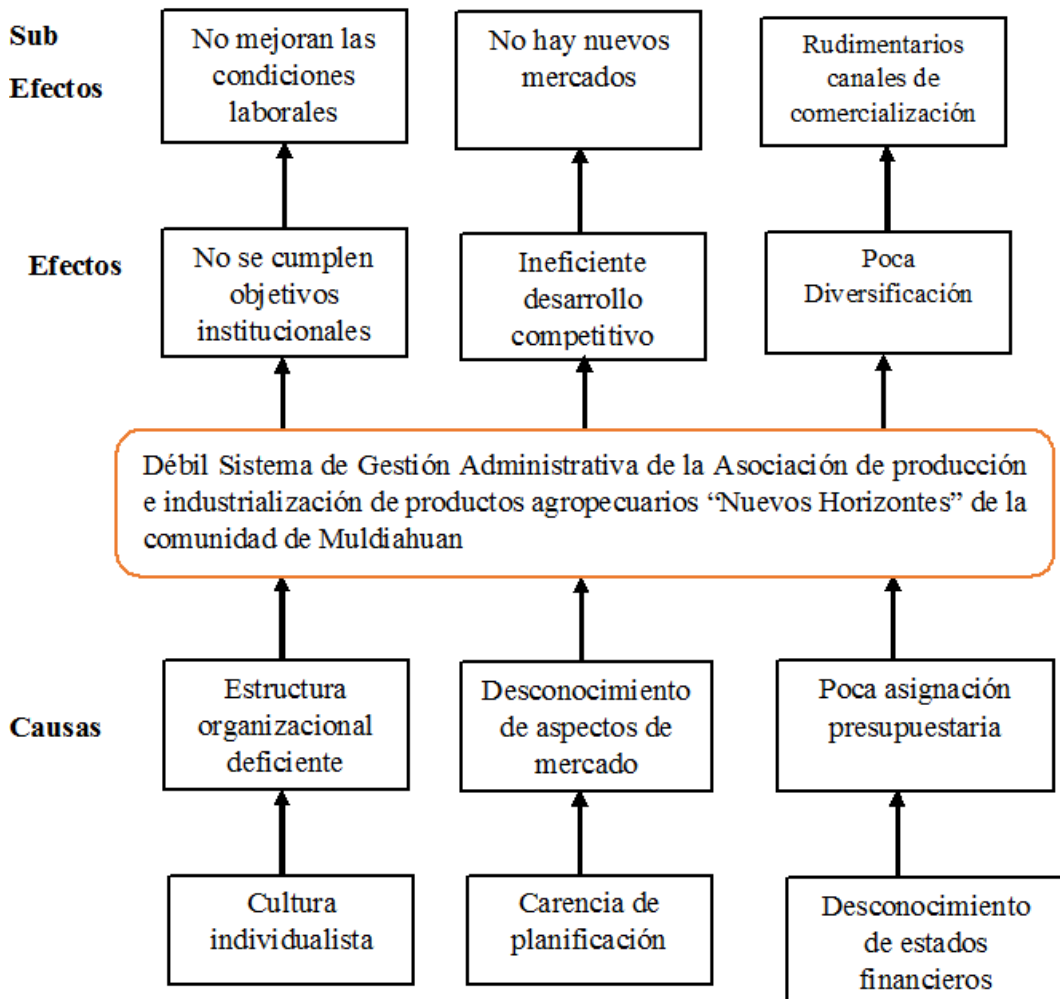 Sub
Efectos
No mejoran las
condiciones
laborales
No hay nuevos
mercados
Rudimentarios
canales de
comercialización
Efectos
No se cumplen
objetivos
institucionales
Ineficiente
desarrollo
competitivo
Poca
Diversificación
Débil Sistema de Gestión Administrativa de la Asociación de producción
e industrialización de productos agropecuarios “Nuevos Horizontes” de la
comunidad de Muldiahuan
Causas
Estructura
organizacional
deficiente
Desconocimiento
de aspectos de
mercado
Poca asignación
presupuestaria
Cultura
individualista
Carencia de
planificación
Desconocimiento
de estados
financieros